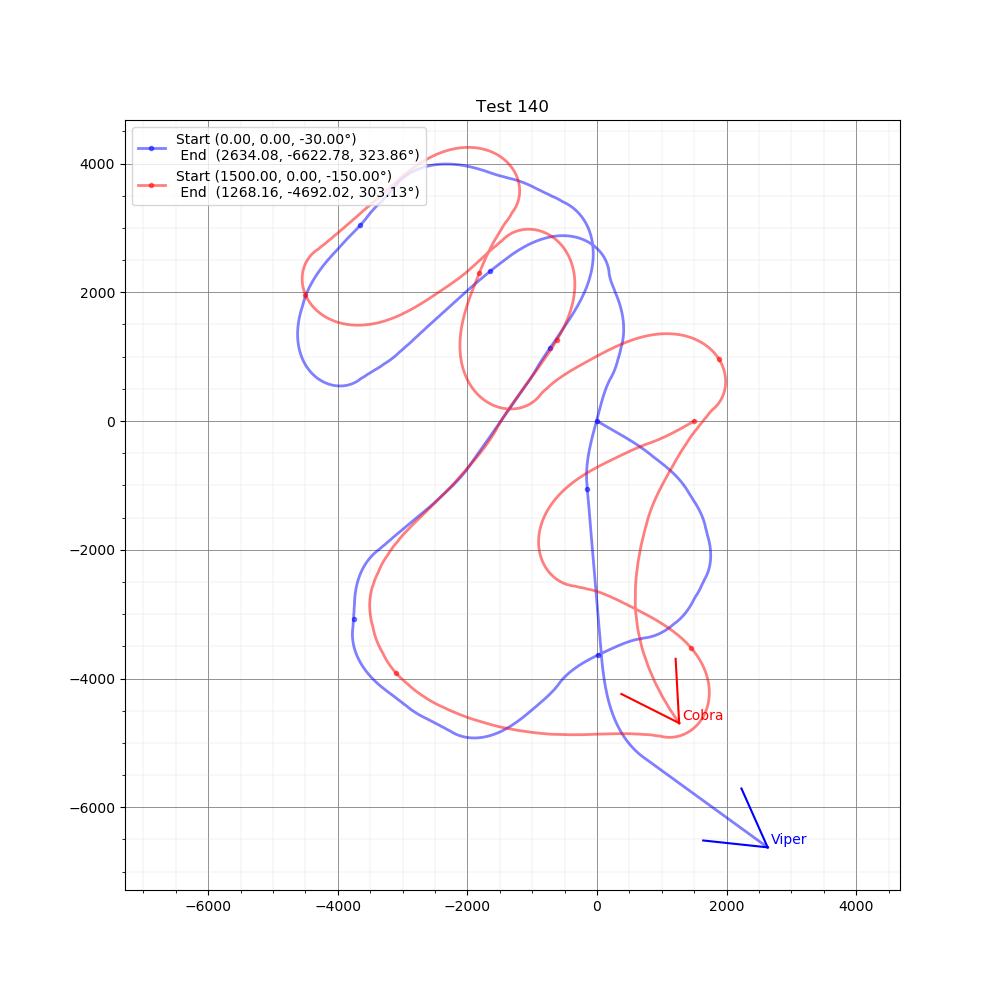 Test 140
Start (0.00, 0.00, -30.00°)
End  (2634.08, -6622.78, 323.86°)
Start (1500.00, 0.00, -150.00°)
End  (1268.16, -4692.02, 303.13°)
4000
2000
0
−2000
−4000
−6000
Cobra
Viper
−6000
−4000
−2000
0
2000
4000